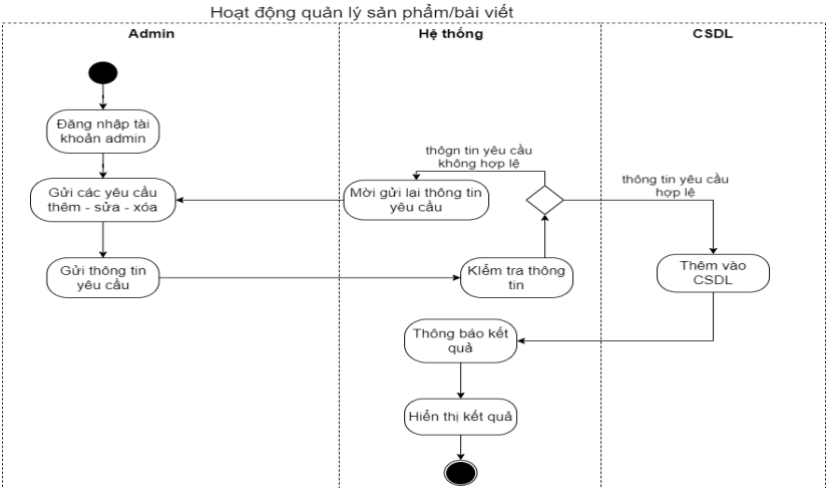 Hoạt động quản lý sản phẩm/bài viết
Admin
Hệ thống
CSDL
Đăng nhập tài
khoản admin
Gửi các yêu cầu
thêm - sửa - xóa
Gửi thông tin
yêu cầu
thôgn tin yêu cầu
không hợp lệ
Mời gửi lại thông tin
yêu cầu
thông tin yêu cầu
hợp lệ
Kiểm tra thông
tin
Thêm vào
CSDL
Thông báo kết
quả
Hiển thị kết quả